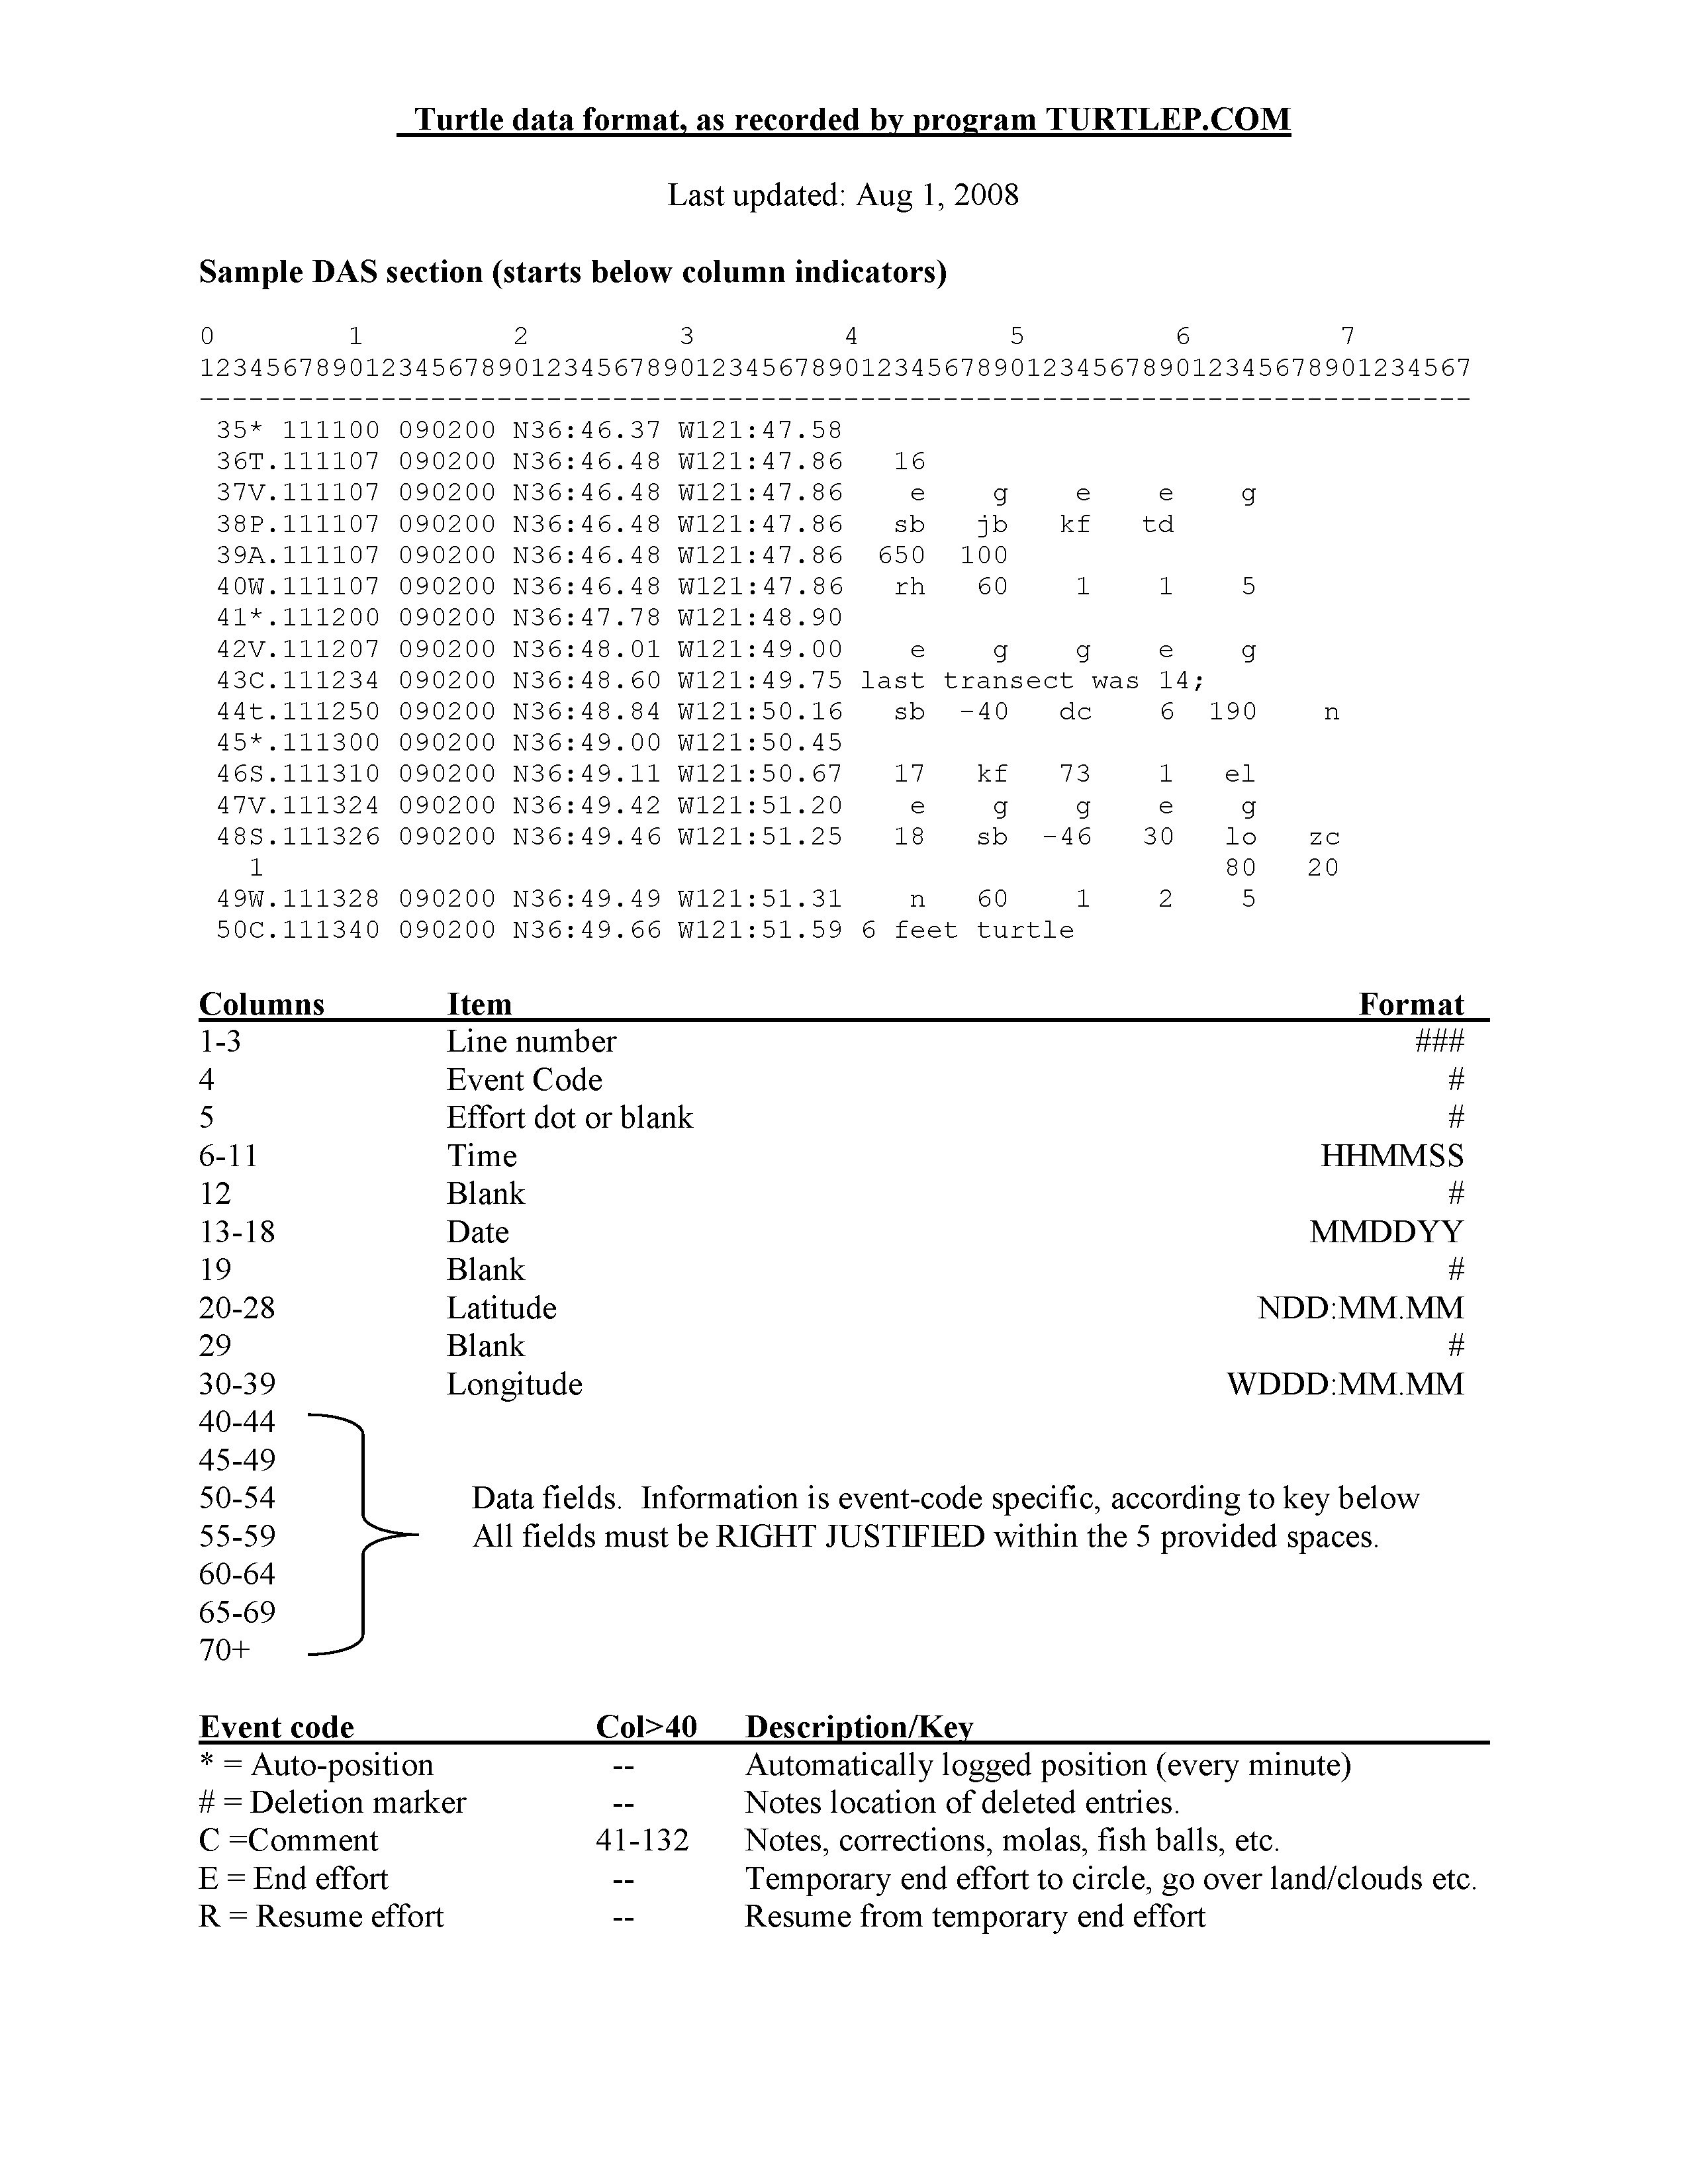 Turtle data format, as recorded by program TURTLEP.COM
Last updated: Aug 1, 2008
Sample DAS section (starts below column indicators)
0        1         2         3         4         5         6         7
12345678901234567890123456789012345678901234567890123456789012345678901234567
-----------------------------------------------------------------------------
 35* 111100 090200 N36:46.37 W121:47.58
 36T.111107 090200 N36:46.48 W121:47.86   16
 37V.111107 090200 N36:46.48 W121:47.86    e    g    e    e    g
 38P.111107 090200 N36:46.48 W121:47.86   sb   jb   kf   td
 39A.111107 090200 N36:46.48 W121:47.86  650  100
 40W.111107 090200 N36:46.48 W121:47.86   rh   60    1    1    5
 41*.111200 090200 N36:47.78 W121:48.90
 42V.111207 090200 N36:48.01 W121:49.00    e    g    g    e    g
 43C.111234 090200 N36:48.60 W121:49.75 last transect was 14;
 44t.111250 090200 N36:48.84 W121:50.16   sb  -40   dc    6  190    n
 45*.111300 090200 N36:49.00 W121:50.45
 46S.111310 090200 N36:49.11 W121:50.67   17   kf   73    1   el
 47V.111324 090200 N36:49.42 W121:51.20    e    g    g    e    g
 48S.111326 090200 N36:49.46 W121:51.25   18   sb  -46   30   lo   zc
   1                                                          80   20
 49W.111328 090200 N36:49.49 W121:51.31    n   60    1    2    5
 50C.111340 090200 N36:49.66 W121:51.59 6 feet turtle
Columns Item Format
1-3 Line number ###
4 Event Code #
5 Effort dot or blank #
6-11 Time HHMMSS
12 Blank #
13-18 Date MMDDYY
19 Blank #
20-28 Latitude NDD:MM.MM
29 Blank #
30-39 Longitude WDDD:MM.MM
40-44
45-49
50-54 Data fields. Information is event-code specific, according to key below
55-59 All fields must be RIGHT JUSTIFIED within the 5 provided spaces.
60-64
65-69
70+
Event code Col>40 Description/Key
* = Auto-position -- Automatically logged position (every minute)
# = Deletion marker -- Notes location of deleted entries.
C =Comment 41-132 Notes, corrections, molas, fish balls, etc.
E = End effort -- Temporary end effort to circle, go over land/clouds etc.
R = Resume effort -- Resume from temporary end effort